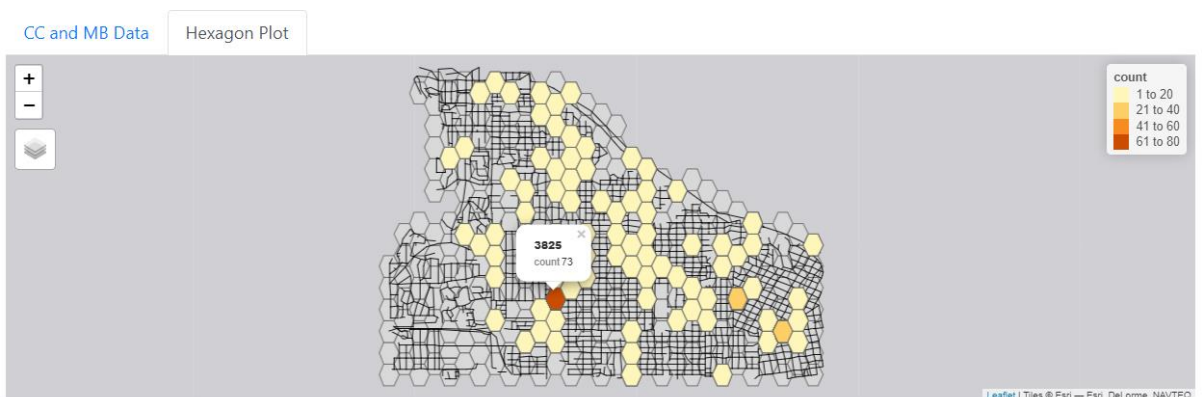 CC and MB Data
Hexagon Plot
+
−
count
1 to 20
21 to 40
41 to 60
61 to 80
×
3825
count 73
Leaflet | Tiles © Esri — Esri, DeLorme, NAVTEQ